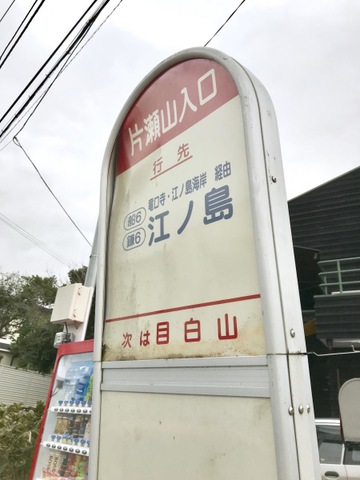 片瀬山入口
行先
船6 竜口寺・江ノ島海岸 経由
鎌6 江ノ島
次は目白山